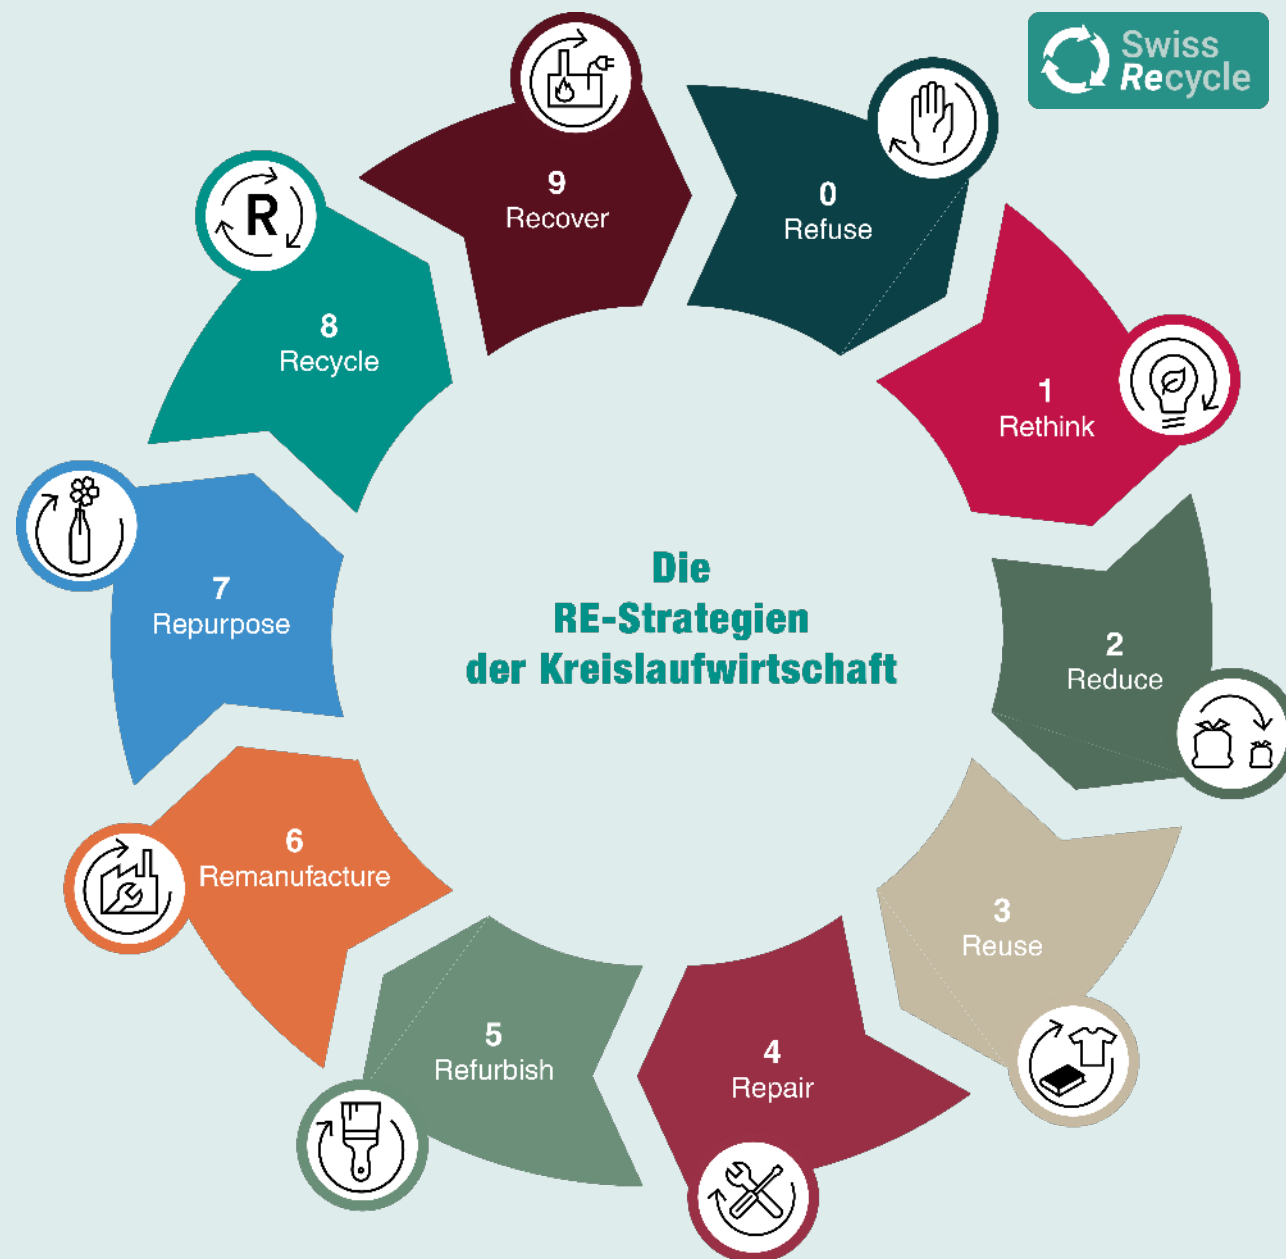 Swiss
Recycle
Die
RE-Strategien
der Kreislaufwirtschaft
0
Refuse
1
Rethink
2
Reduce
3
Reuse
4
Repair
5
Refurbish
6
Remanufacture
7
Repurpose
8
Recycle
R
9
Recover